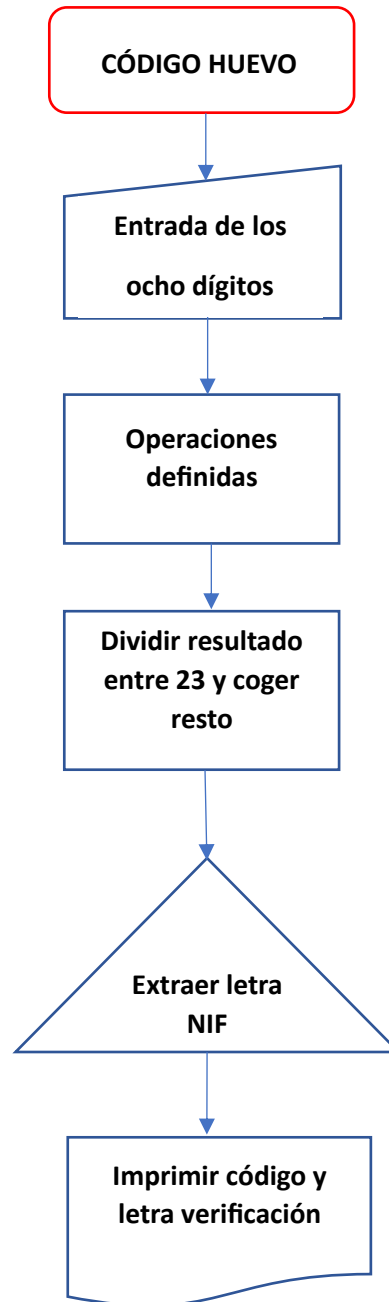 CÓDIGO HUEVO
Entrada de los
ocho dígitos
Operaciones
definidas
Dividir resultado
entre 23 y coger
resto
Extraer letra
NIF
Imprimir código y
letra verificación